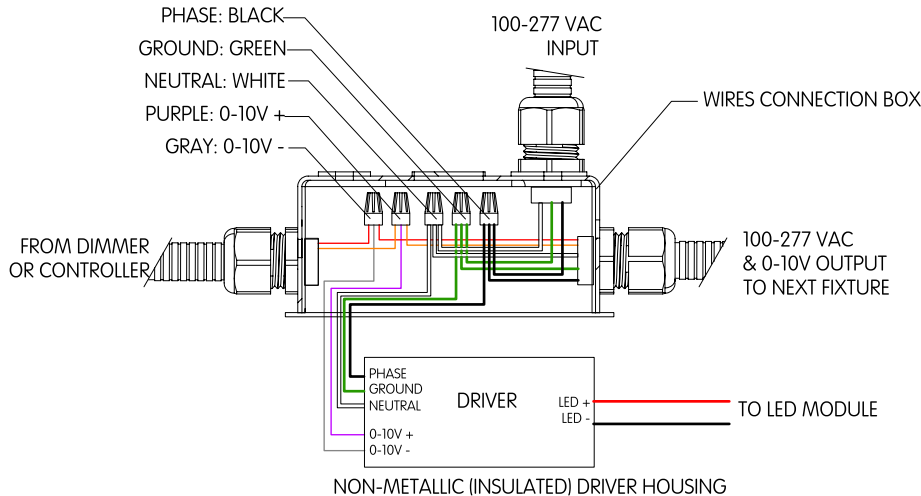 PHASE: BLACK
GROUND: GREEN
NEUTRAL: WHITE
PURPLE: 0-10V +
GRAY: 0-10V -
100-277 VAC
INPUT
WIRES CONNECTION BOX
FROM DIMMER
OR CONTROLLER
100-277 VAC
& 0-10V OUTPUT
TO NEXT FIXTURE
PHASE
GROUND
NEUTRAL
0-10V +
0-10V -
DRIVER
LED +
LED -
TO LED MODULE
NON-METALLIC (INSULATED) DRIVER HOUSING